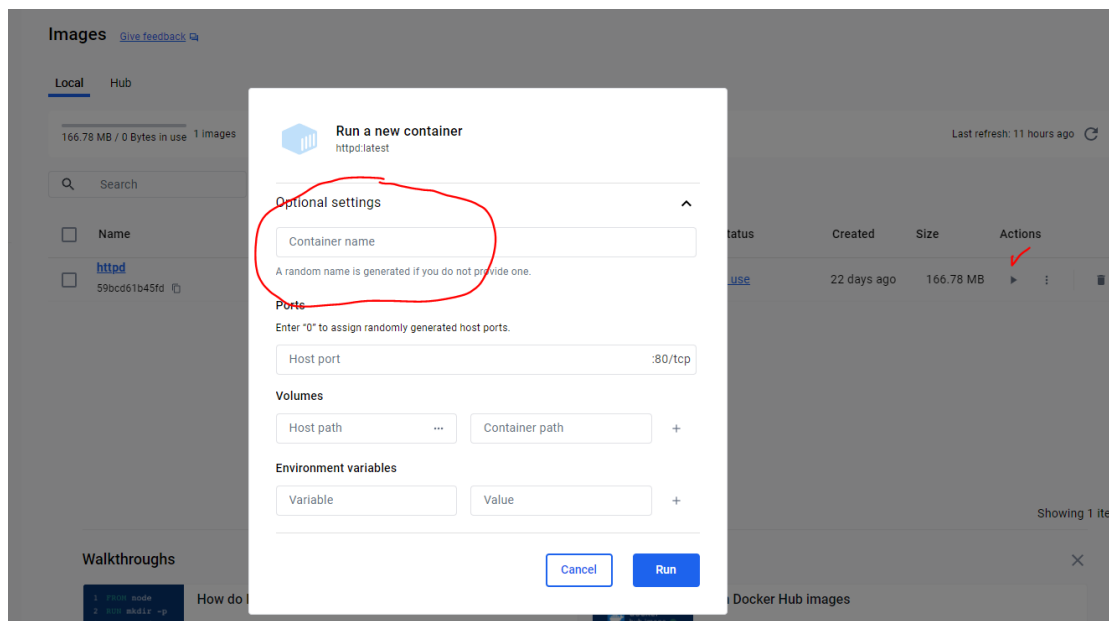 Images Give feedback
Local Hub
166.78 MB / 0 Bytes in use 1 images
Last refresh: 11 hours ago
Search
Name
tatus Created Size Actions
httpd
59bcd61b45fd
use 22 days ago 166.78 MB
Run a new container
httpd:latest
Optional settings
Container name
A random name is generated if you do not provide one.
Ports
Enter "0" to assign randomly generated host ports.
Host port :80/tcp
Volumes
Host path ... Container path +
Environment variables
Variable Value +
Cancel Run
Showing 1 ite
Walkthroughs
1 FROM node
2 RUN mkdir -p
How do
Docker Hub images